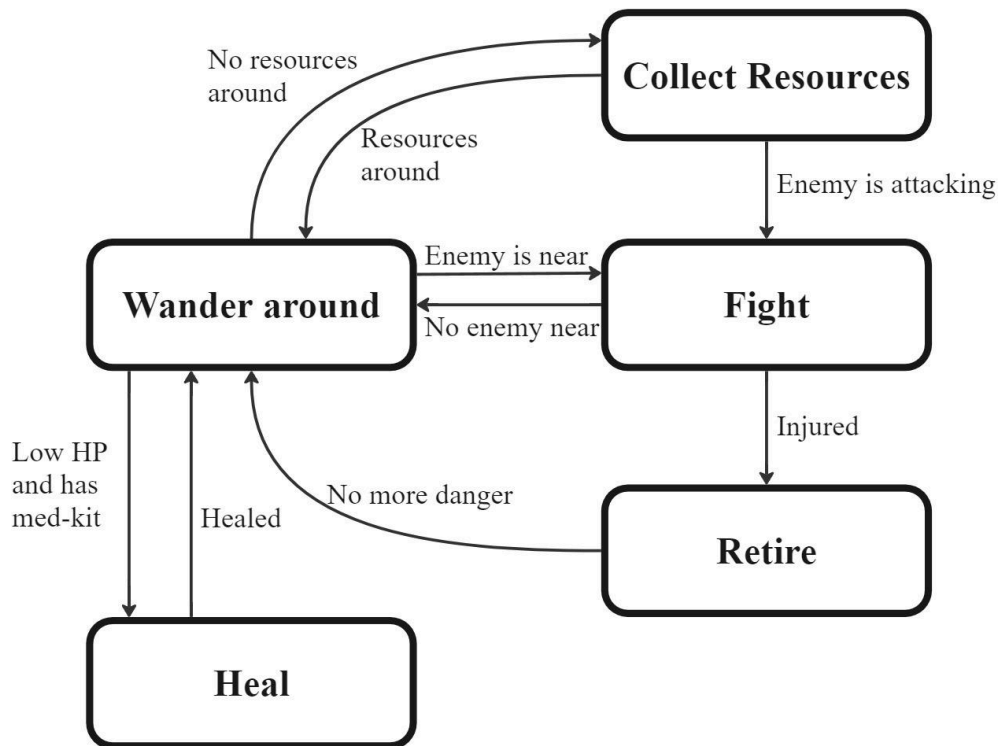 No resources
around
Collect Resources
Resources
around
Enemy is attacking
Enemy is near
Wander around
Fight
No enemy near
Injured
Low HP
and has
med-kit
Healed
No more danger
Retire
Heal